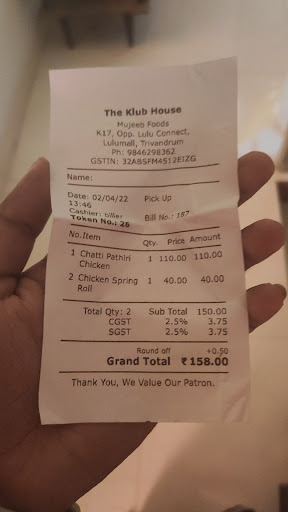 The Klub House
Mujeeb Foods
K17, Opp. Lulu Connect,
Lulumall, Trivandrum
Ph: 9846298362
GSTIN: 32ABSFM4512E1ZG
Name:
Date: 02/04/22 Pick Up
13:46
Cashier: biller Bill No.: 187
Token No.: 25
No.Item Qty. Price Amount
1 Chatti Pathiri 1 110.00 110.00
Chicken
2 Chicken Spring 1 40.00 40.00
Roll
Total Qty: 2 Sub Total 150.00
CGST 2.5% 3.75
SGST 2.5% 3.75
Round off +0.50
Grand Total ₹158.00
Thank You, We Value Our Patron.